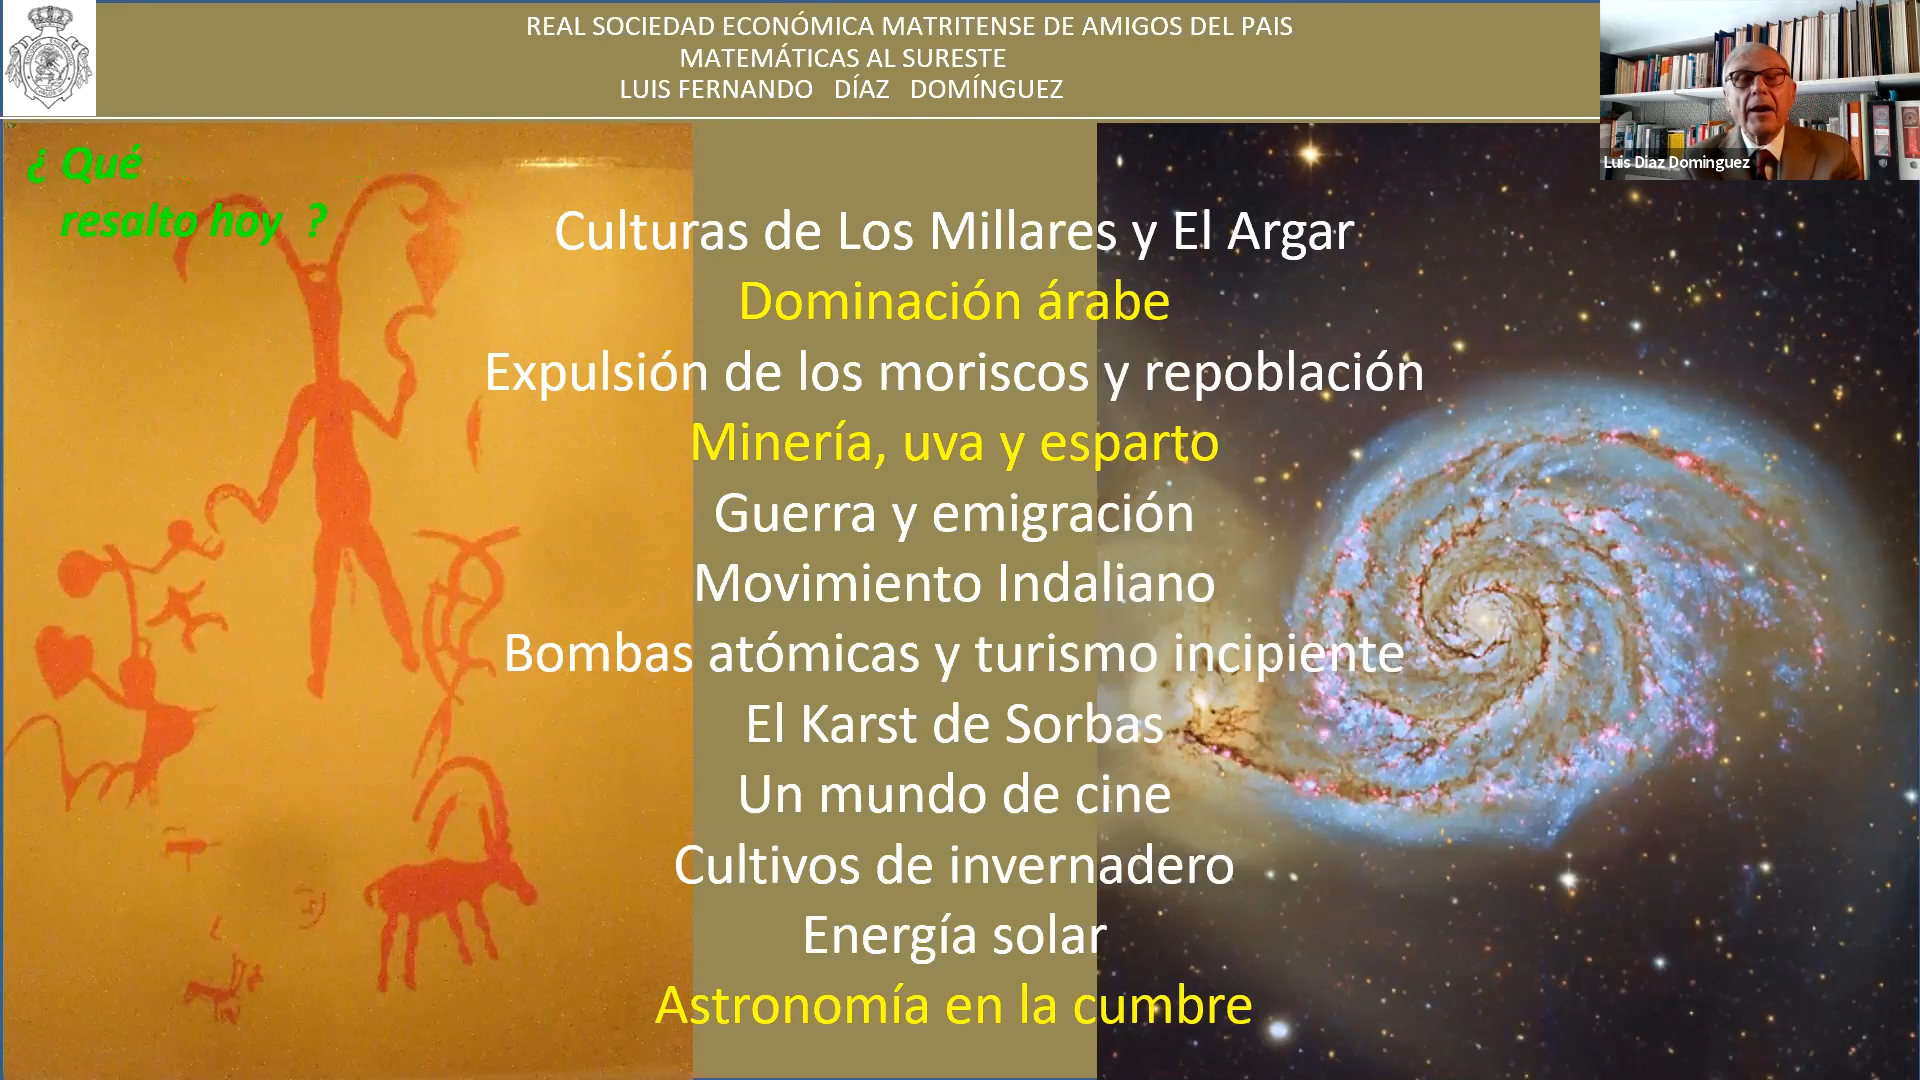 REAL SOCIEDAD ECONÓMICA MATRITENSE DE AMIGOS DEL PAIS
MATEMÁTICAS AL SURESTE
LUIS FERNANDO DÍAZ DOMÍNGUEZ
Luis Diaz Dominguez
¿ Qué
resalto hoy ?
Culturas de Los Millares y El Argar
Dominación árabe
Expulsión de los moriscos y repoblación
Minería, uva y esparto
Guerra y emigración
Movimiento Indaliano
Bombas atómicas y turismo incipiente
El Karst de Sorbas
Un mundo de cine
Cultivos de invernadero
Energía solar
Astronomía en la cumbre